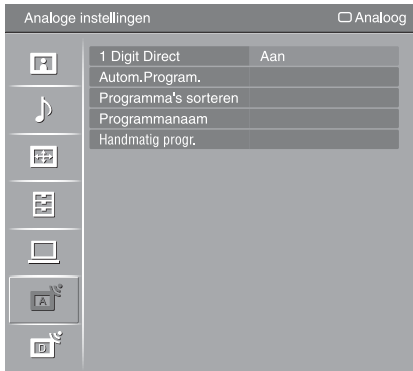 Analoge instellingen Analoog
1 Digit Direct Aan
Autom.Program.
Programma's sorteren
Programmanaam
Handmatig progr.
A
D